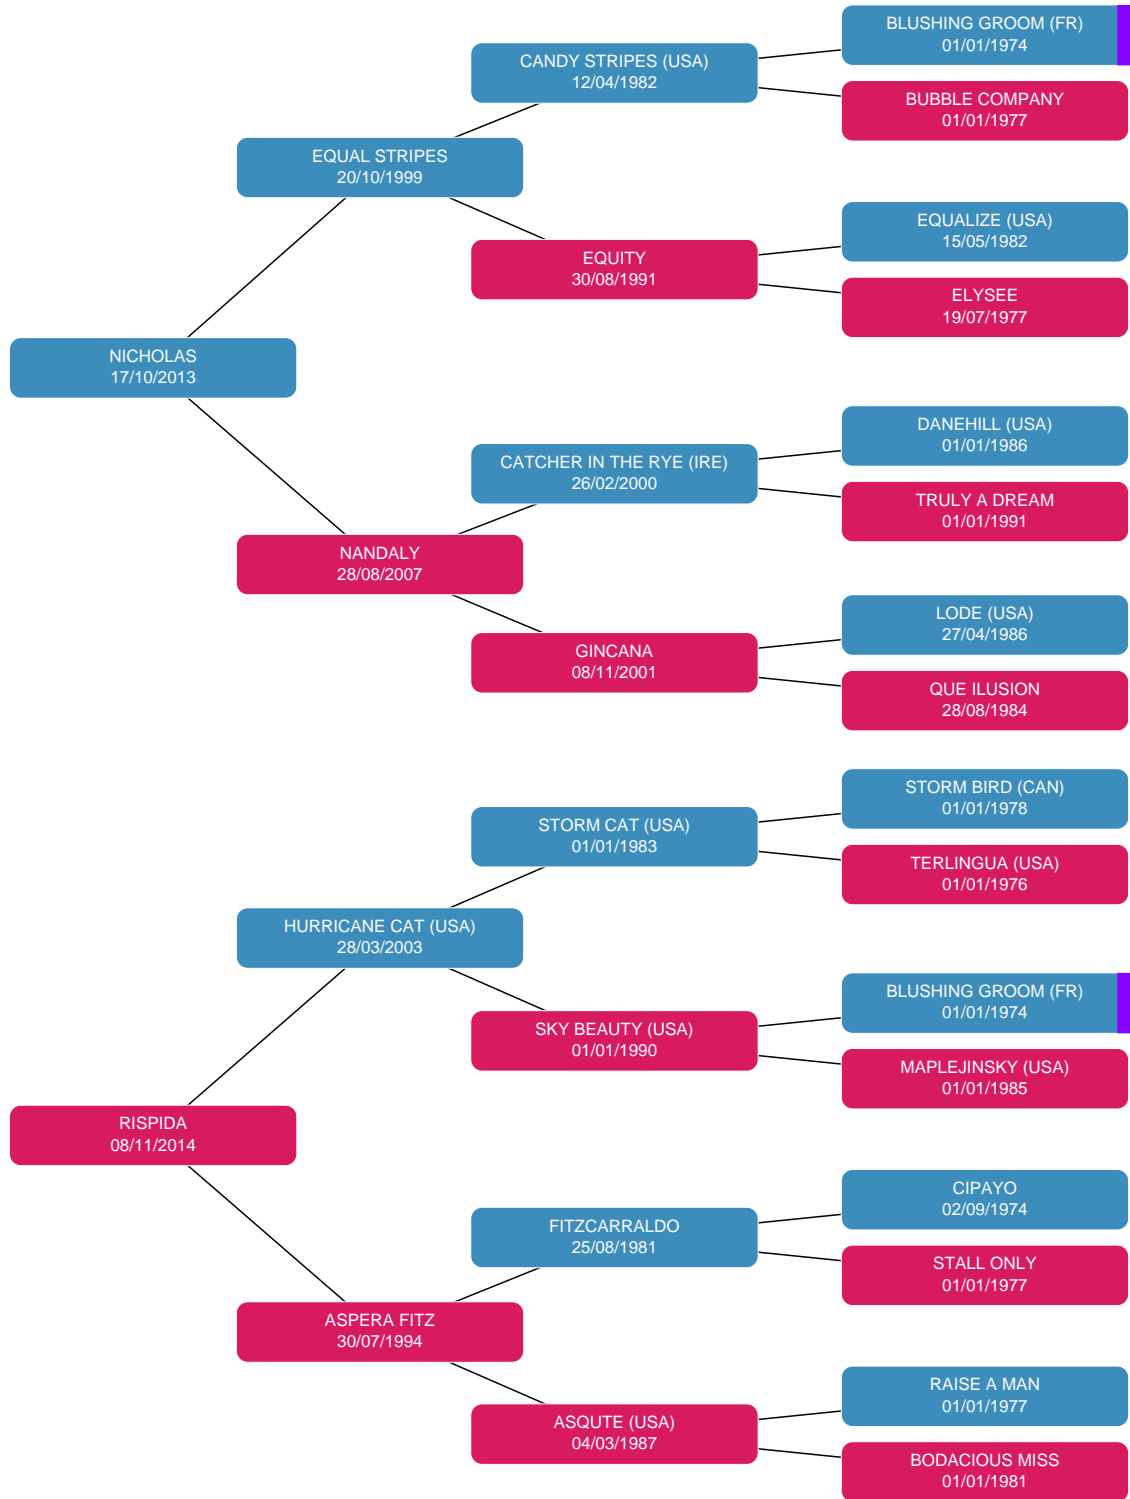 BLUSHING GROOM (FR)
01/01/1974
CANDY STRIPES (USA)
12/04/1982
BUBBLE COMPANY
01/01/1977
EQUAL STRIPES
20/10/1999
EQUALIZE (USA)
15/05/1982
EQUITY
30/08/1991
ELYSEE
19/07/1977
NICHOLAS
17/10/2013
DANEHILL (USA)
01/01/1986
CATCHER IN THE RYE (IRE)
26/02/2000
TRULY A DREAM
01/01/1991
NANDALY
28/08/2007
LODE (USA)
27/04/1986
GINCANA
08/11/2001
QUE ILUSION
28/08/1984
STORM BIRD (CAN)
01/01/1978
STORM CAT (USA)
01/01/1983
TERLINGUA (USA)
01/01/1976
HURRICANE CAT (USA)
28/03/2003
BLUSHING GROOM (FR)
01/01/1974
SKY BEAUTY (USA)
01/01/1990
MAPLEJINSKY (USA)
01/01/1985
RISPIDA
08/11/2014
CIPAYO
02/09/1974
FITZCARRALDO
25/08/1981
STALL ONLY
01/01/1977
ASPERA FITZ
30/07/1994
RAISE A MAN
01/01/1977
ASQUTE (USA)
04/03/1987
BODACIOUS MISS
01/01/1981